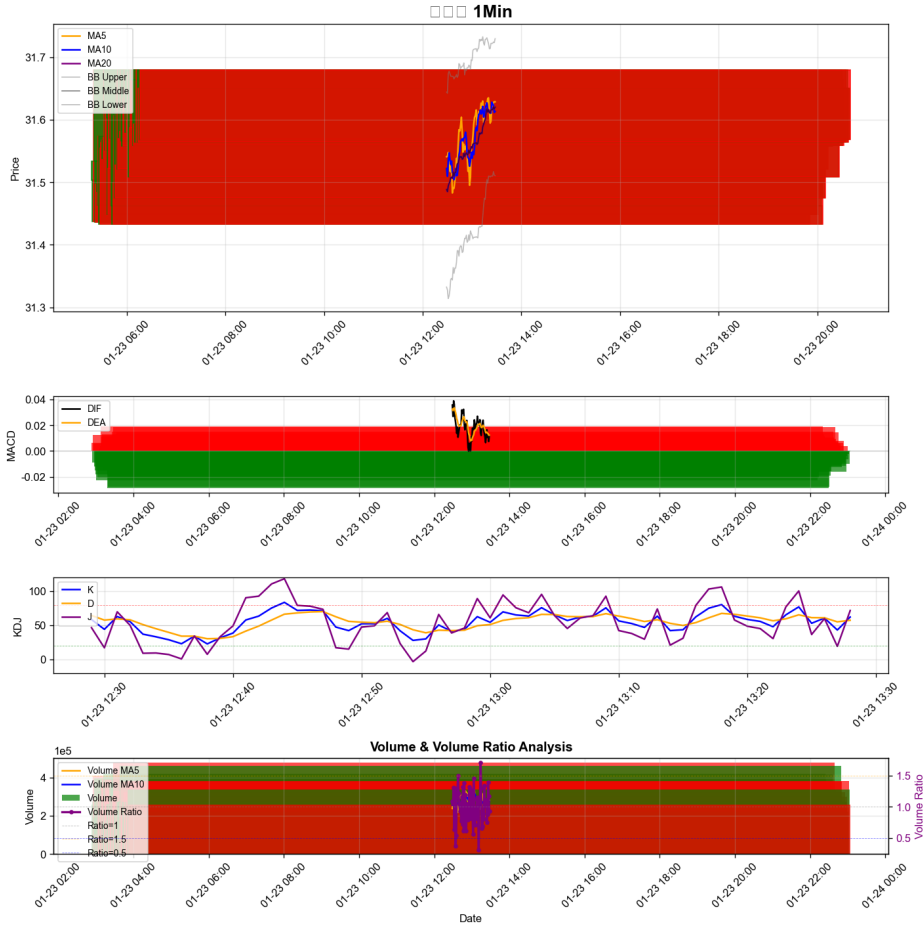 1Min
MA5
MA10
MA20
BB Upper
BB Middle
BB Lower
Price
31.7
31.6
31.5
31.4
31.3
01-23 06:00
01-23 08:00
01-23 10:00
01-23 12:00
01-23 14:00
01-23 16:00
01-23 18:00
01-23 20:00
DIF
DEA
MACD
0.04
0.02
0.00
-0.02
01-23 02:00
01-23 04:00
01-23 06:00
01-23 08:00
01-23 10:00
01-23 12:00
01-23 14:00
01-23 16:00
01-23 18:00
01-23 20:00
01-23 22:00
01-24 00:00
K
D
J
KDJ
100
50
0
01-23 12:30
01-23 12:40
01-23 12:50
01-23 13:00
01-23 13:10
01-23 13:20
01-23 13:30
Volume & Volume Ratio Analysis
1e5
Volume MA5
Volume MA10
Volume
Volume Ratio
Ratio=1
Ratio=1.5
Ratio=0.5
Volume
4
2
0
1.5
1.0
0.5
Volume Ratio
01-23 02:00
01-23 04:00
01-23 06:00
01-23 08:00
01-23 10:00
01-23 12:00
01-23 14:00
01-23 16:00
01-23 18:00
01-23 20:00
01-23 22:00
01-24 00:00
Date